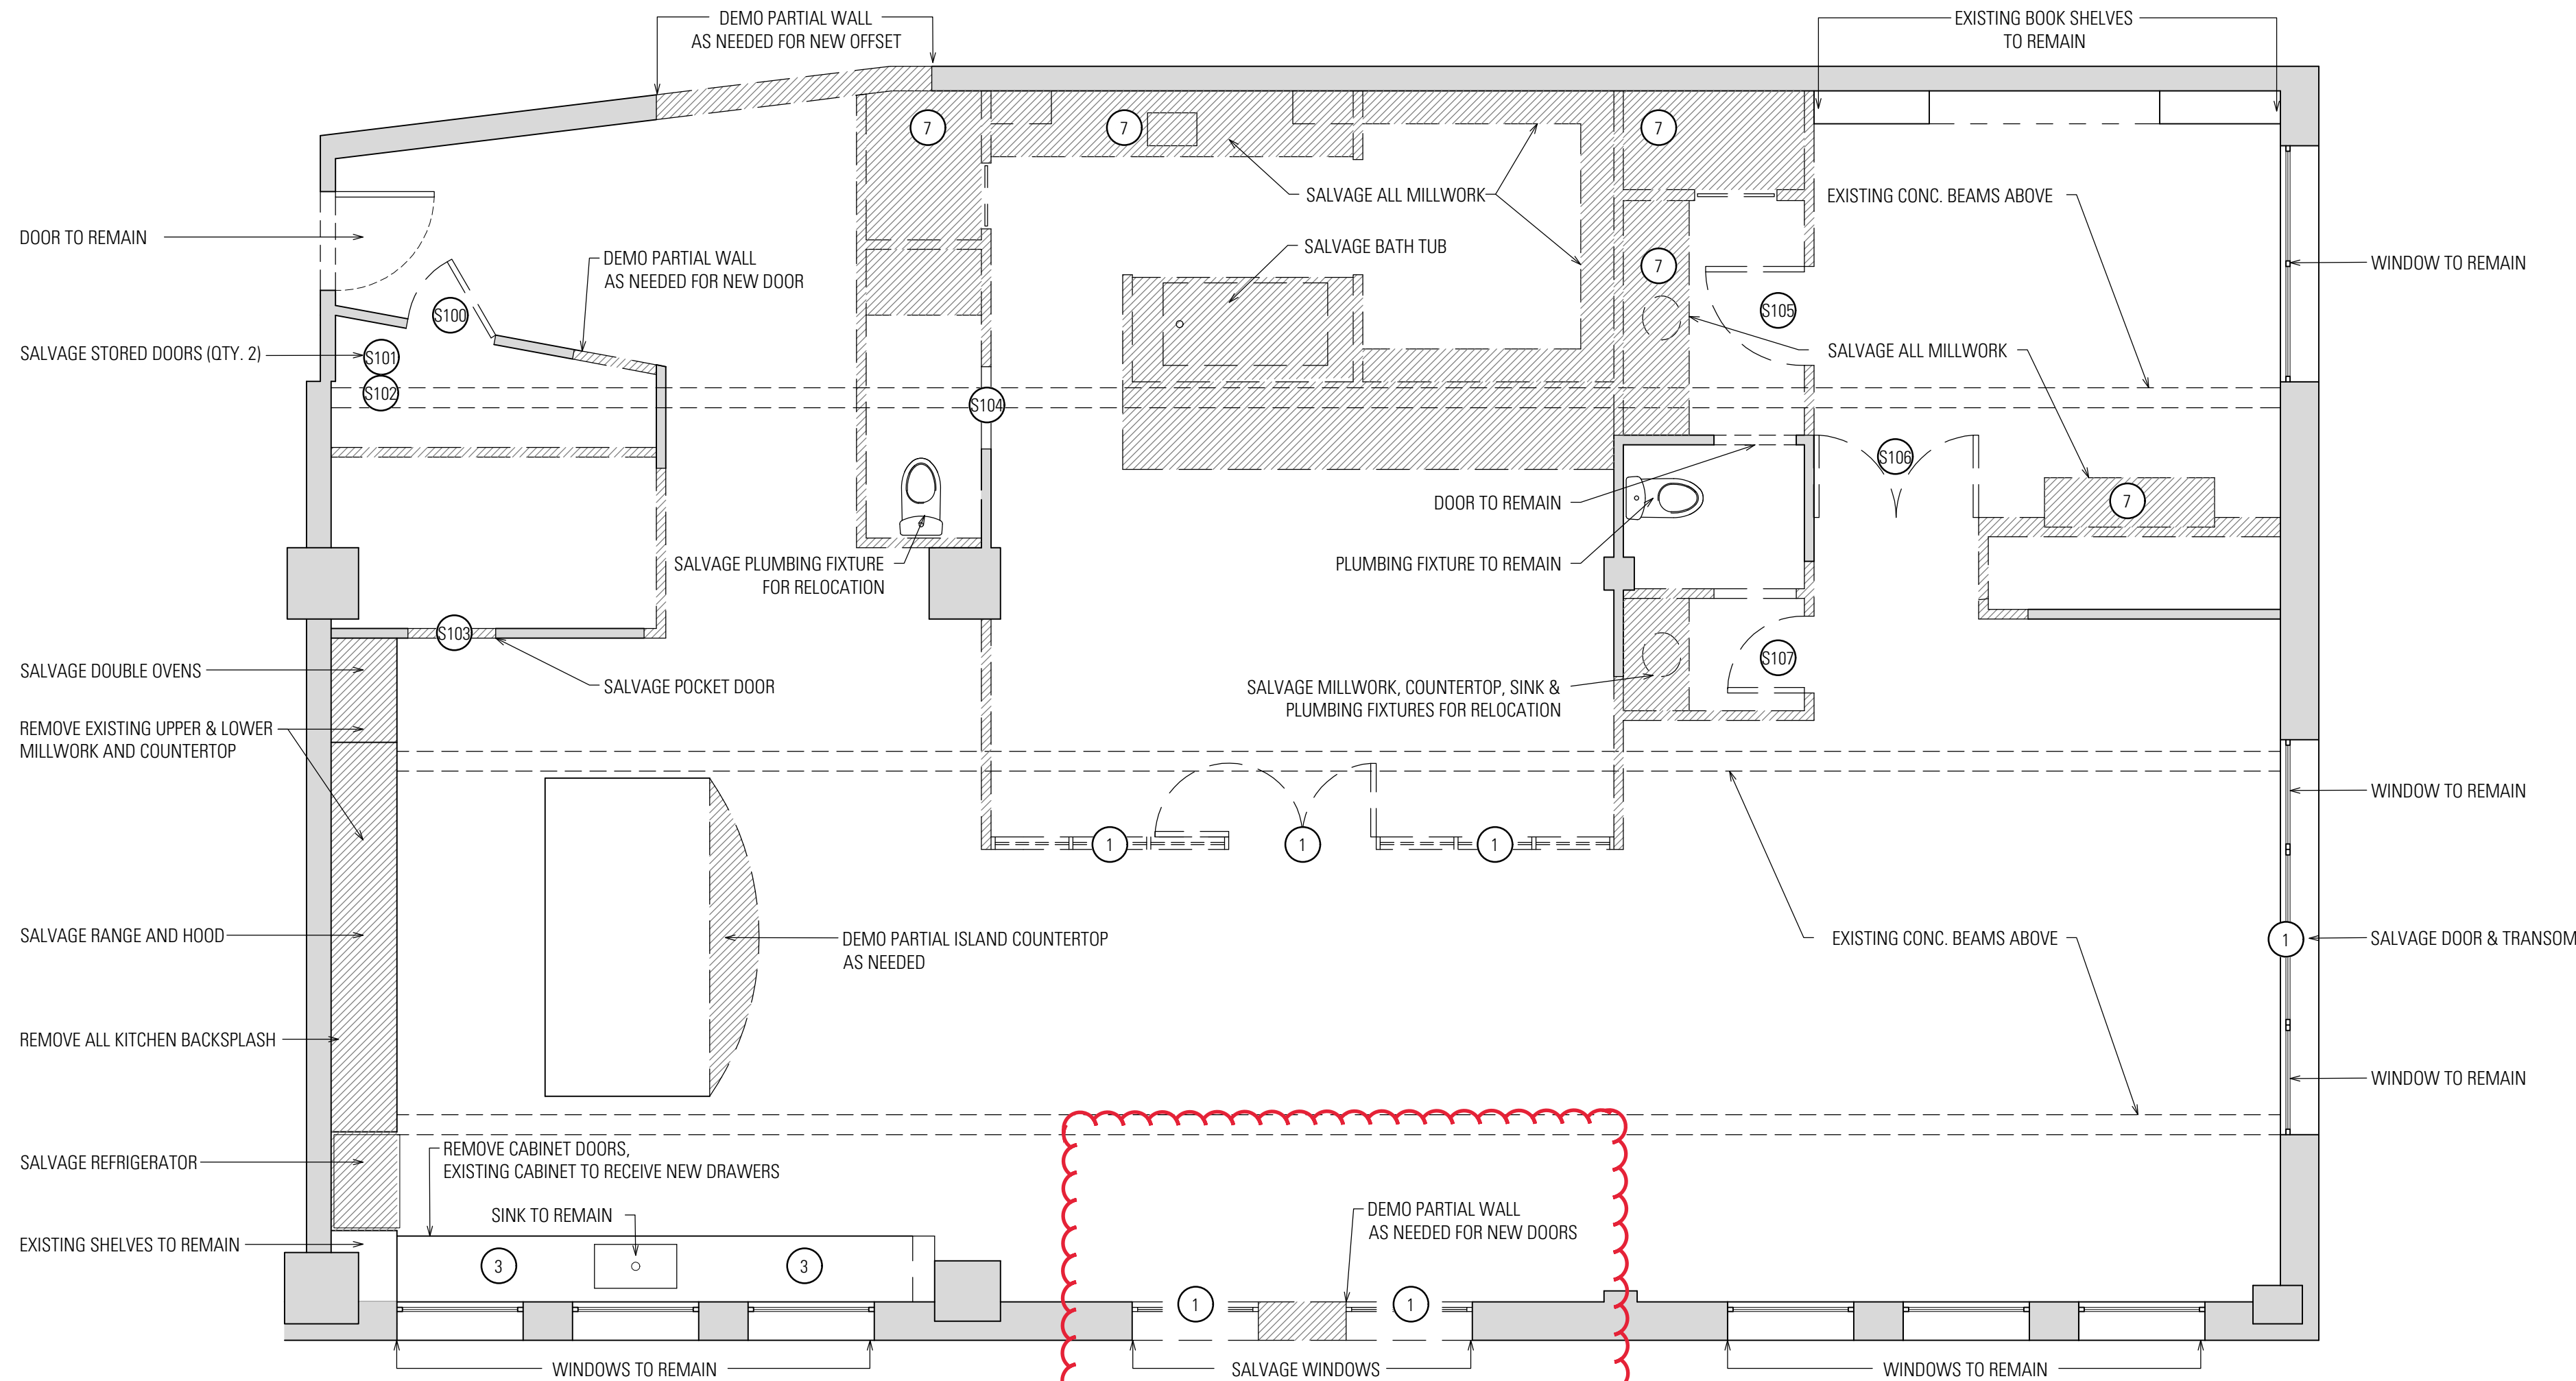 DEMO PARTIAL WALL
AS NEEDED FOR NEW OFFSET
EXISTING BOOK SHELVES
TO REMAIN
7
7
7
SALVAGE ALL MILLWORK
EXISTING CONC. BEAMS ABOVE
DOOR TO REMAIN
SALVAGE BATH TUB
DEMO PARTIAL WALL
AS NEEDED FOR NEW DOOR
7
WINDOW TO REMAIN
S100
S105
SALVAGE STORED DOORS (QTY. 2)
S101
SALVAGE ALL MILLWORK
S102
S104
S106
DOOR TO REMAIN
7
SALVAGE PLUMBING FIXTURE
FOR RELOCATION
PLUMBING FIXTURE TO REMAIN
S103
SALVAGE DOUBLE OVENS
SALVAGE POCKET DOOR
S107
SALVAGE MILLWORK, COUNTERTOP, SINK &
PLUMBING FIXTURES FOR RELOCATION
REMOVE EXISTING UPPER & LOWER
MILLWORK AND COUNTERTOP
WINDOW TO REMAIN
1
1
1
SALVAGE RANGE AND HOOD
DEMO PARTIAL ISLAND COUNTERTOP
AS NEEDED
EXISTING CONC. BEAMS ABOVE
1
SALVAGE DOOR & TRANSOM
REMOVE ALL KITCHEN BACKSPLASH
WINDOW TO REMAIN
SALVAGE REFRIGERATOR
REMOVE CABINET DOORS,
EXISTING CABINET TO RECEIVE NEW DRAWERS
SINK TO REMAIN
DEMO PARTIAL WALL
AS NEEDED FOR NEW DOORS
EXISTING SHELVES TO REMAIN
3
3
1
1
WINDOWS TO REMAIN
SALVAGE WINDOWS
WINDOWS TO REMAIN